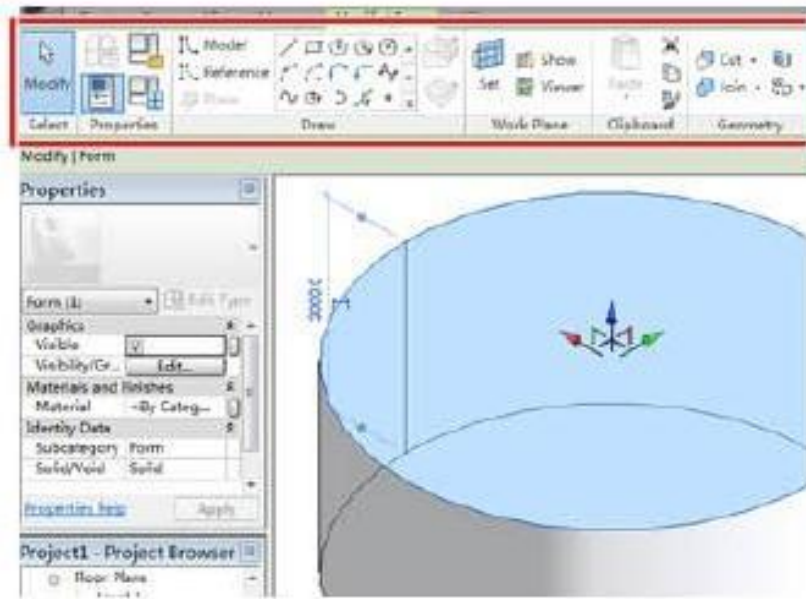 Modify
Model
Reference
Set
Show
Viewer
Cut
Join
Select Properties Draw Work Plane Clipboard Geometry
Modify | Form
Properties
Form (1) Edit Type
Graphics
Visible
Visibility/Gr... Edit...
Materials and Finishes
Material <By Categ...
Identity Data
Subcategory Form
Solid/Void Solid
Properties help Apply
Project1 - Project Browser
Floor Plans